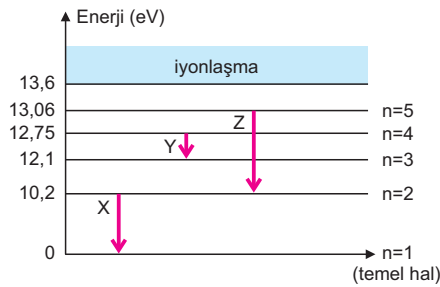 Enerji (eV)
iyonlaşma
13,6
13,06 n=5
12,75 Z n=4
Y
12,1 n=3
10,2 n=2
X
0 n=1
(temel hal)